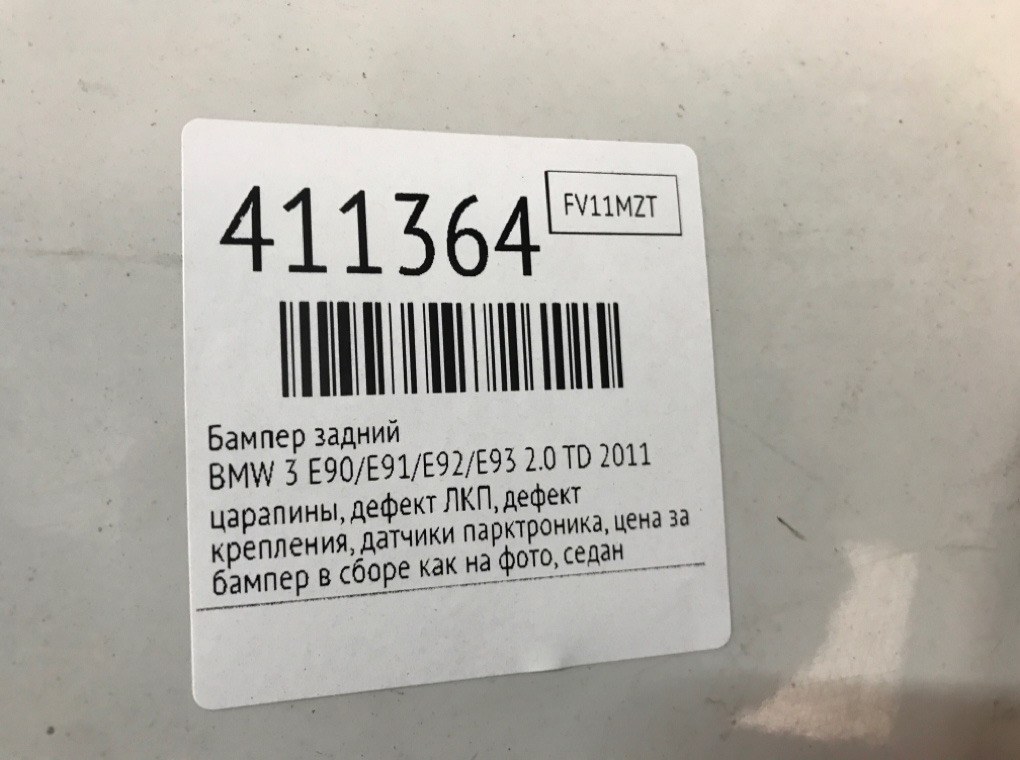 411364
FV11MZT
Бампер задний
BMW 3 E90/E91/E92/E93 2.0 TD 2011
царапины, дефект ЛКП, дефект
крепления, датчики парктроника, цена за
бампер в сборе как на фото, седан